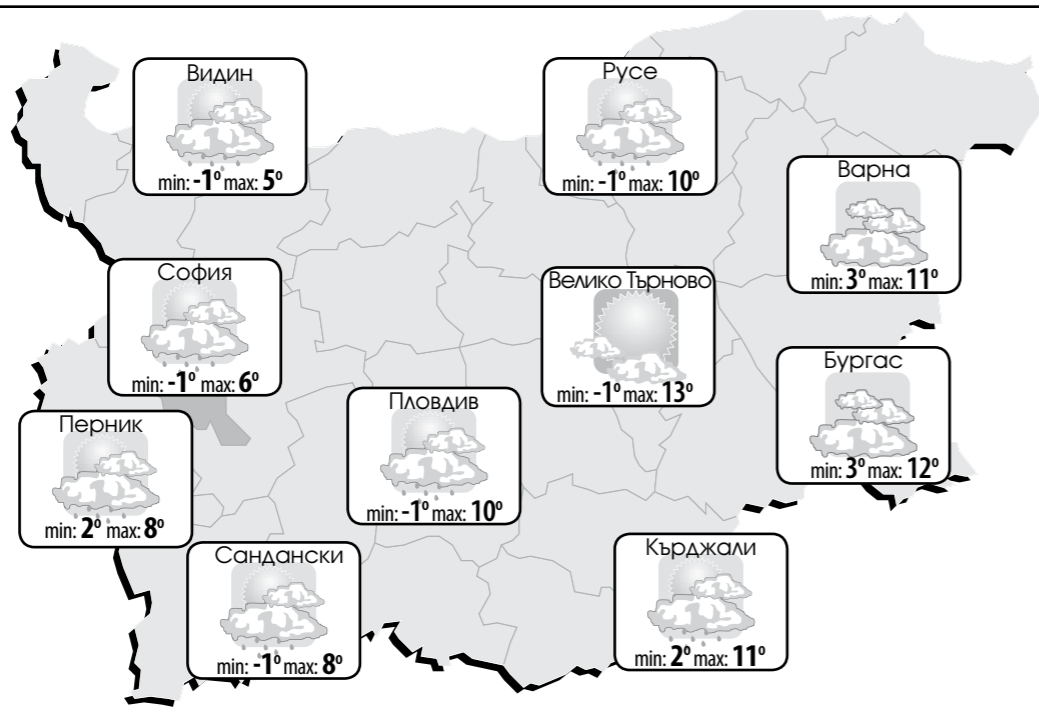 Видин
min: -1° max: 5°
Русе
min: -1° max: 10°
Варна
min: 3° max: 11°
София
min: -1° max: 6°
Велико Търново
min: -1° max: 13°
Бургас
min: 3° max: 12°
Пловдив
min: -1° max: 10°
Перник
min: 2° max: 8°
Сандански
min: -1° max: 8°
Кърджали
min: 2° max: 11°